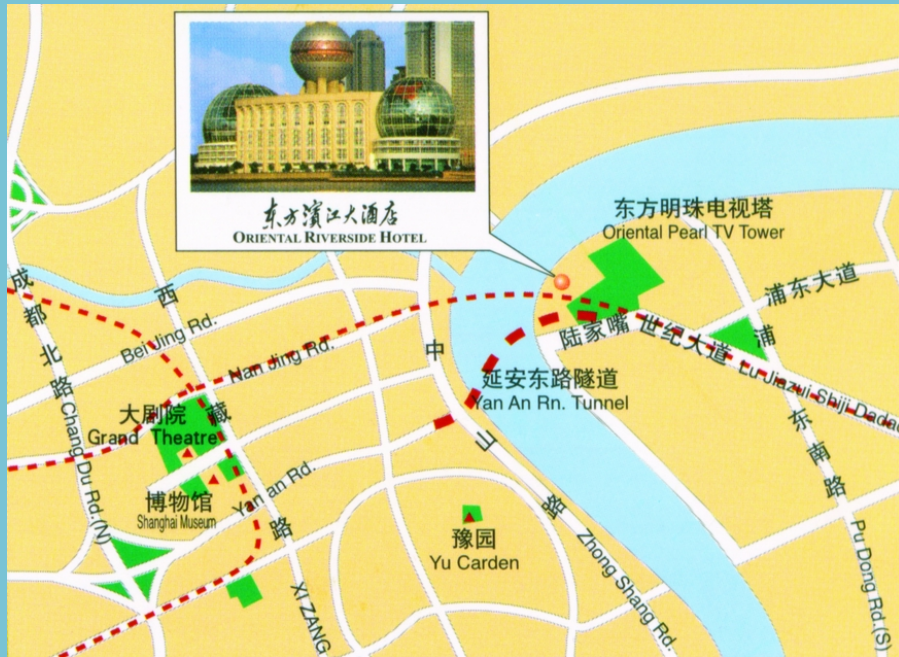 东方濱江大酒店
ORIENTAL RIVERSIDE HOTEL
东方明珠电视塔
Oriental Pearl TV Tower
浦东大道
成都北路
Chang Du Rd.(N)
西藏路
XI ZANG
Bei Jing Rd.
Nan Jing Rd.
中山路
Zhong Shang Rd.
陆家嘴 世纪大道
Lu Jiazui Shiji Dadao
浦东南路
Pu Dong Rd.(S)
延安东路隧道
Yan An Rn. Tunnel
大剧院
Grand Theatre
博物馆
Shanghai Museum
Yan an Rd.
豫园
Yu Carden